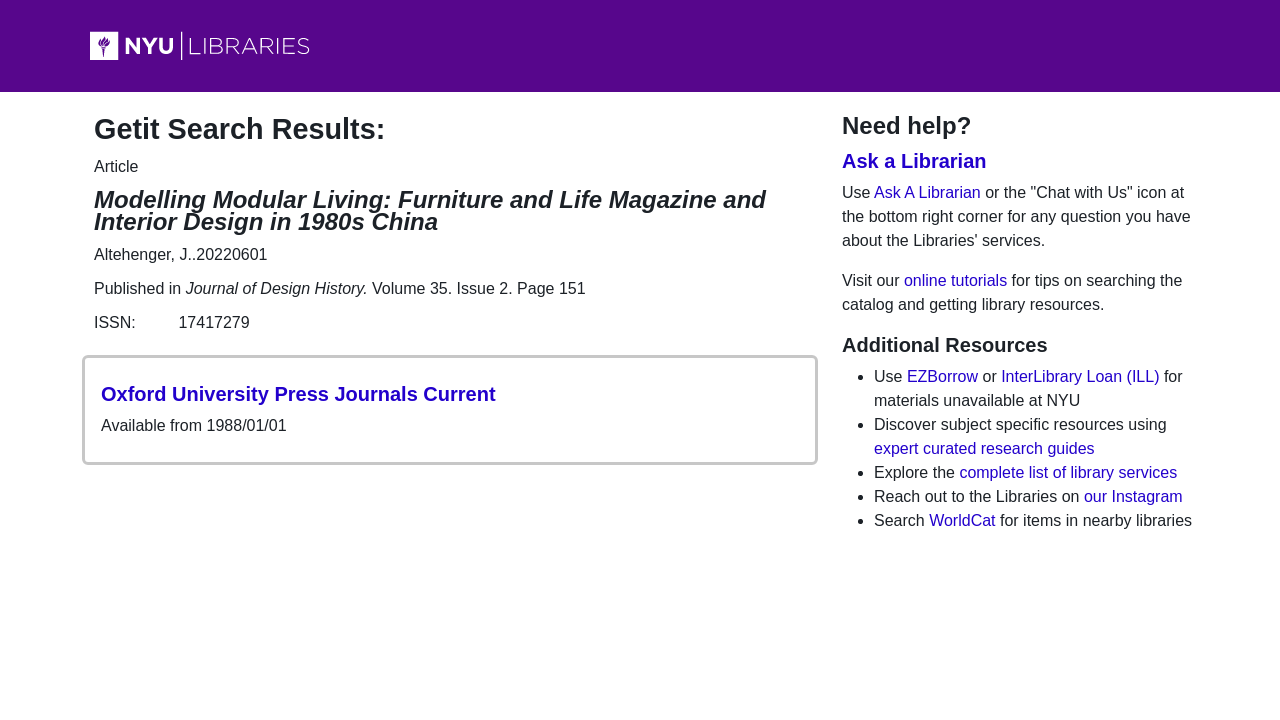 NYU LIBRARIES
Getit Search Results:
Article
Modelling Modular Living: Furniture and Life Magazine and
Interior Design in 1980s China
Altehenger, J..20220601
Published in Journal of Design History. Volume 35. Issue 2. Page 151
ISSN: 17417279
Oxford University Press Journals Current
Available from 1988/01/01
Need help?
Ask a Librarian
Use Ask A Librarian or the "Chat with Us" icon at
the bottom right corner for any question you have
about the Libraries' services.
Visit our online tutorials for tips on searching the
catalog and getting library resources.
Additional Resources
• Use EZBorrow or InterLibrary Loan (ILL) for
materials unavailable at NYU
• Discover subject specific resources using
expert curated research guides
• Explore the complete list of library services
• Reach out to the Libraries on our Instagram
• Search WorldCat for items in nearby libraries